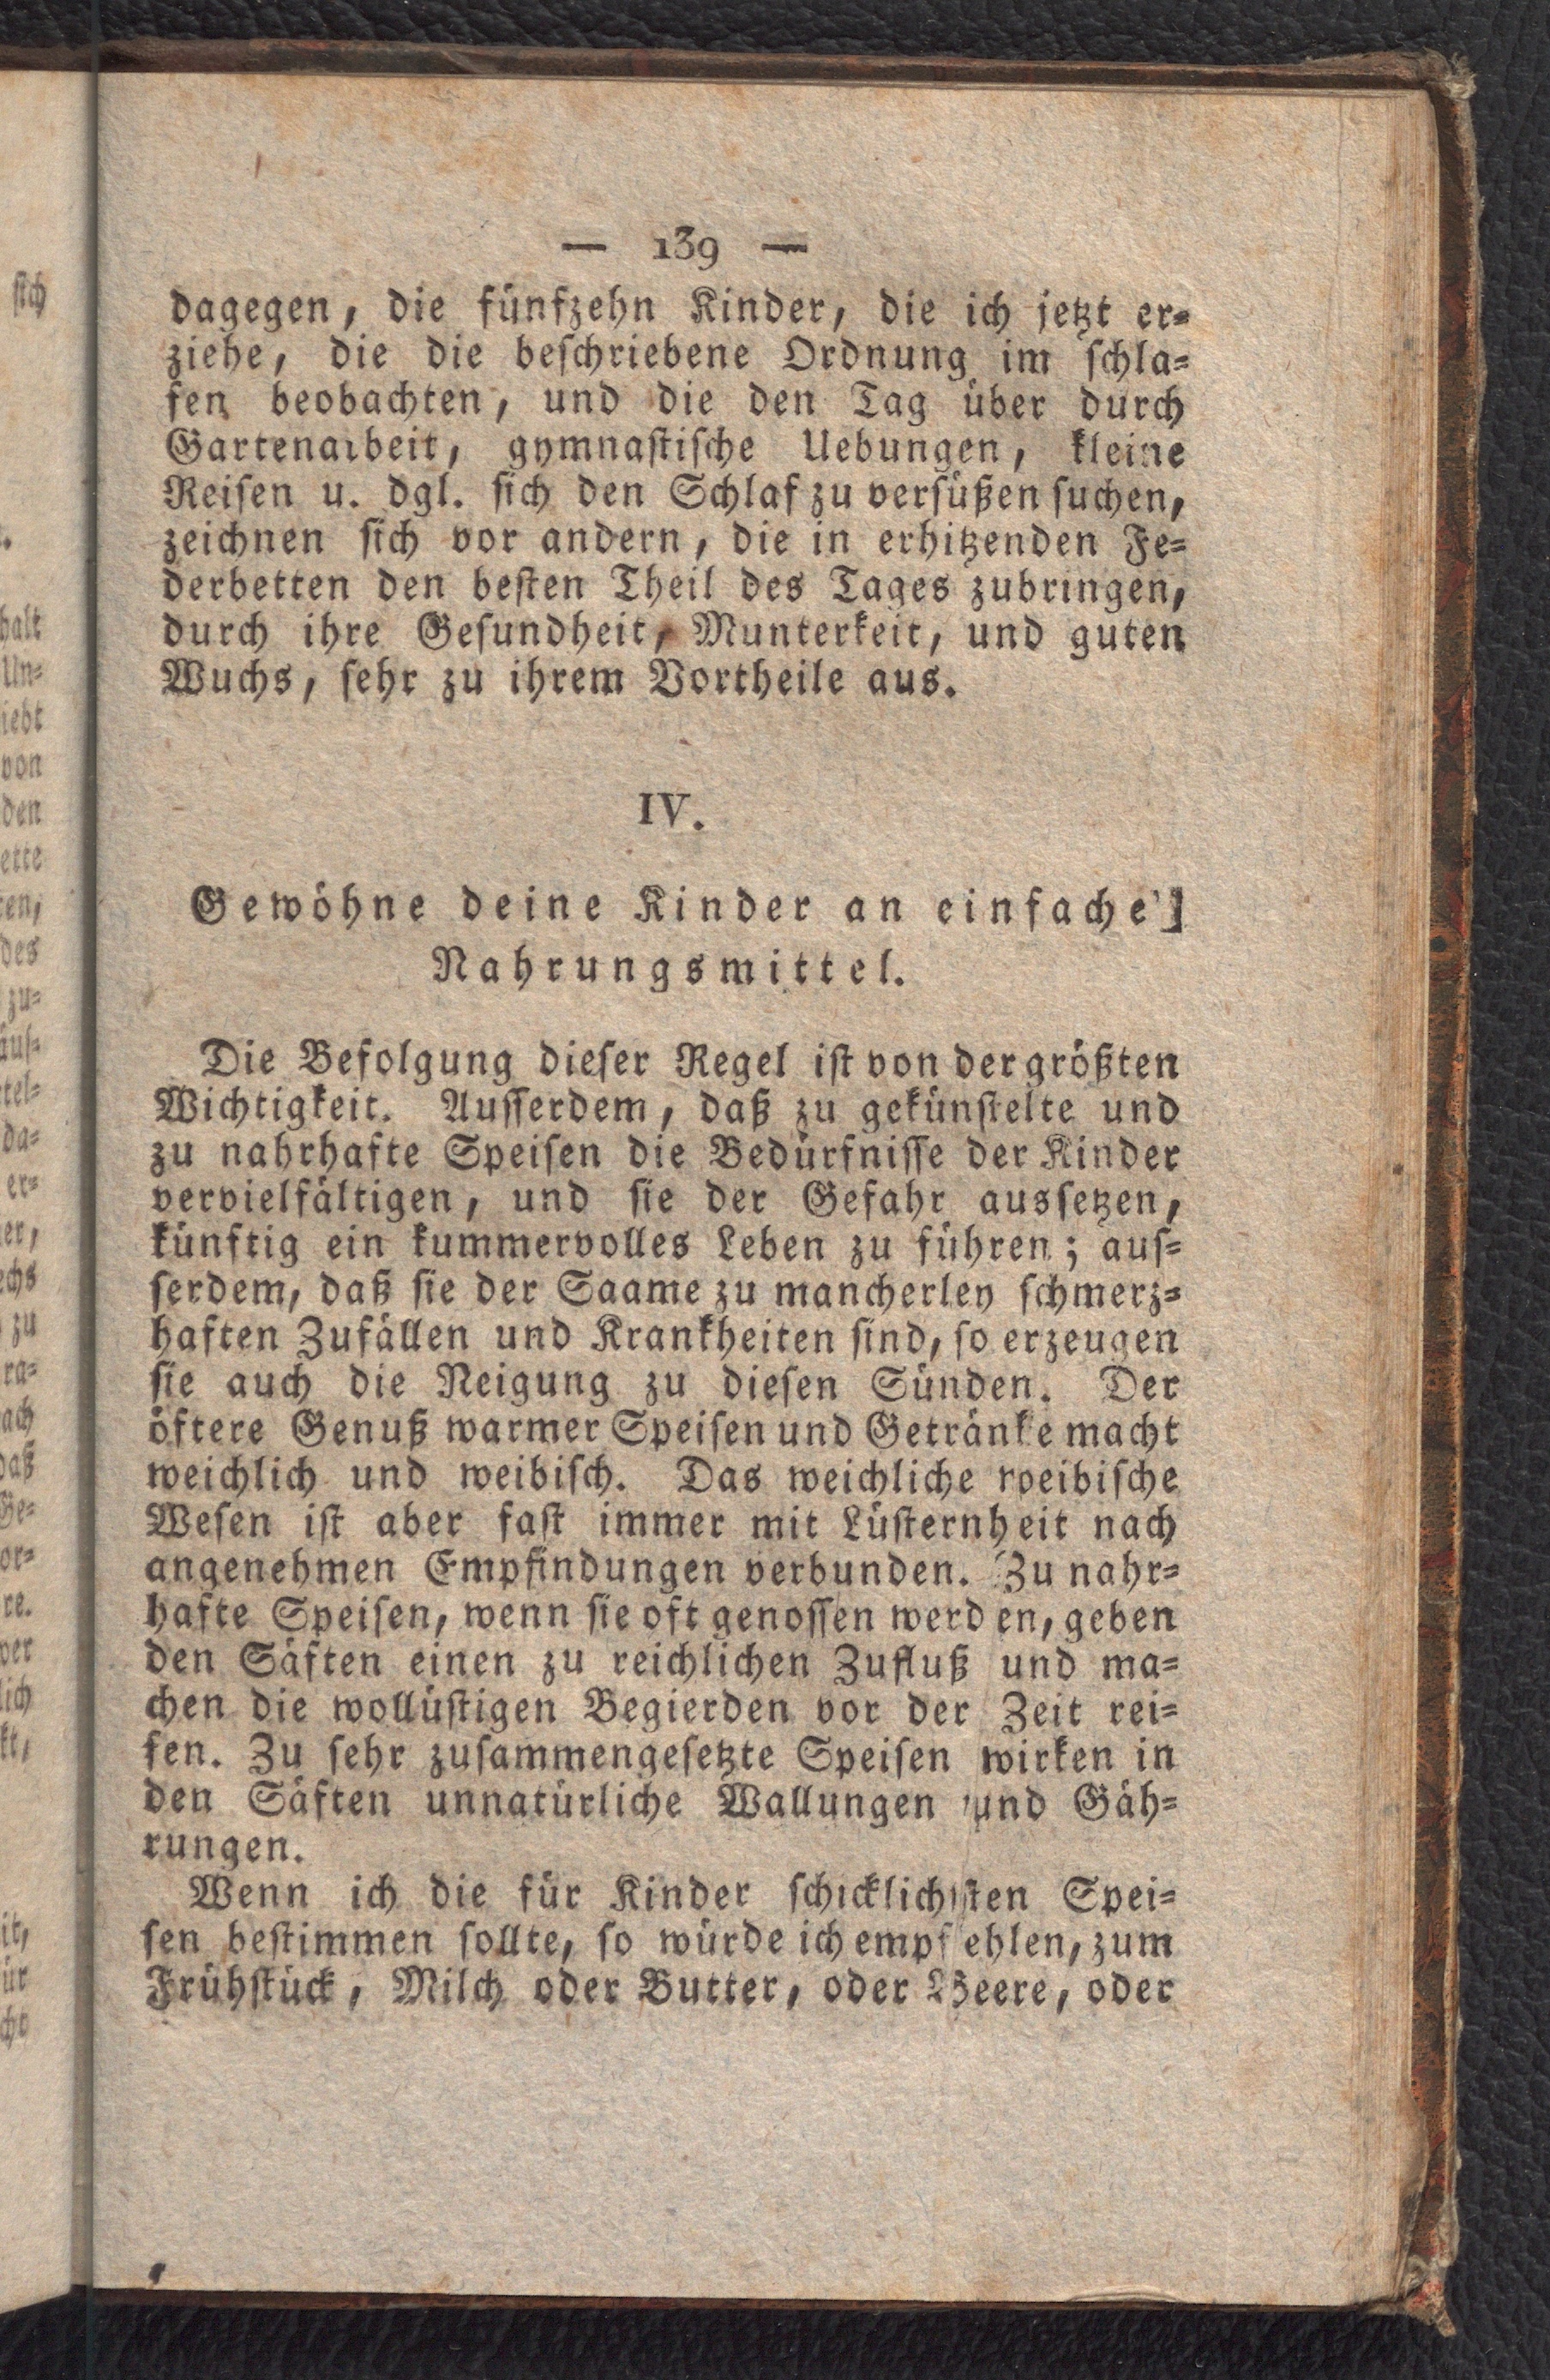 — 139 —
dagegen, die fünfzehn Kinder, die ich jetzt er-
ziehe, die die beschriebene Ordnung im schla-
fen beobachten, und die den Tag über durch
Gartenarbeit, gymnastische Uebungen, kleine
Reisen u. dgl. sich den Schlaf zu versüßen suchen,
zeichnen sich vor andern, die in erhitzenden Fe-
derbetten den besten Theil des Tages zubringen,
durch ihre Gesundheit, Munterkeit, und guten
Wuchs, sehr zu ihrem Vortheile aus.
IV.
Gewöhne deine Kinder an einfache]
Nahrungsmittel.
Die Befolgung dieser Regel ist von der größten
Wichtigkeit. Ausserdem, daß zu gekünstelte und
zu nahrhafte Speisen die Bedürfnisse der Kinder
vervielfältigen, und sie der Gefahr aussetzen,
künftig ein kummervolles Leben zu führen; aus-
serdem, daß sie der Saame zu mancherley schmerz-
haften Zufällen und Krankheiten sind, so erzeugen
sie auch die Neigung zu diesen Sünden. Der
öftere Genuß warmer Speisen und Getränke macht
weichlich und weibisch. Das weichliche weibische
Wesen ist aber fast immer mit Lüsternheit nach
angenehmen Empfindungen verbunden. Zu nahr-
hafte Speisen, wenn sie oft genossen werden, geben
den Säften einen zu reichlichen Zufluß und ma-
chen die wollüstigen Begierden vor der Zeit rei-
fen. Zu sehr zusammengesetzte Speisen wirken in
den Säften unnatürliche Wallungen und Gäh-
rungen.
Wenn ich die für Kinder schicklichsten Spei-
sen bestimmen sollte, so würde ich empfehlen, zum
Frühstück, Milch oder Butter, oder Beere, oder